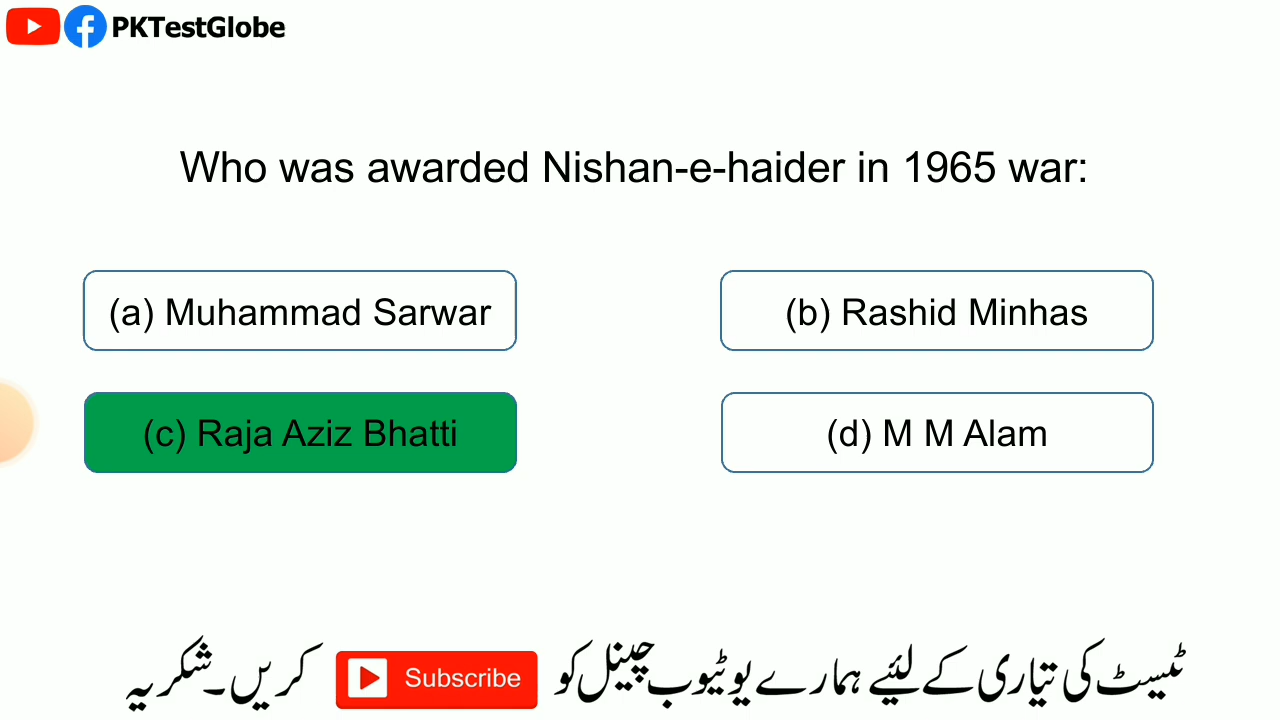 PKTestGlobe
Who was awarded Nishan-e-haider in 1965 war:
(a) Muhammad Sarwar
(b) Rashid Minhas
(c) Raja Aziz Bhatti
(d) M M Alam
ٹیسٹ کی تیاری کے لیئے ہمارے یوٹیوب چینل کو Subscribe کریں۔شکریہ